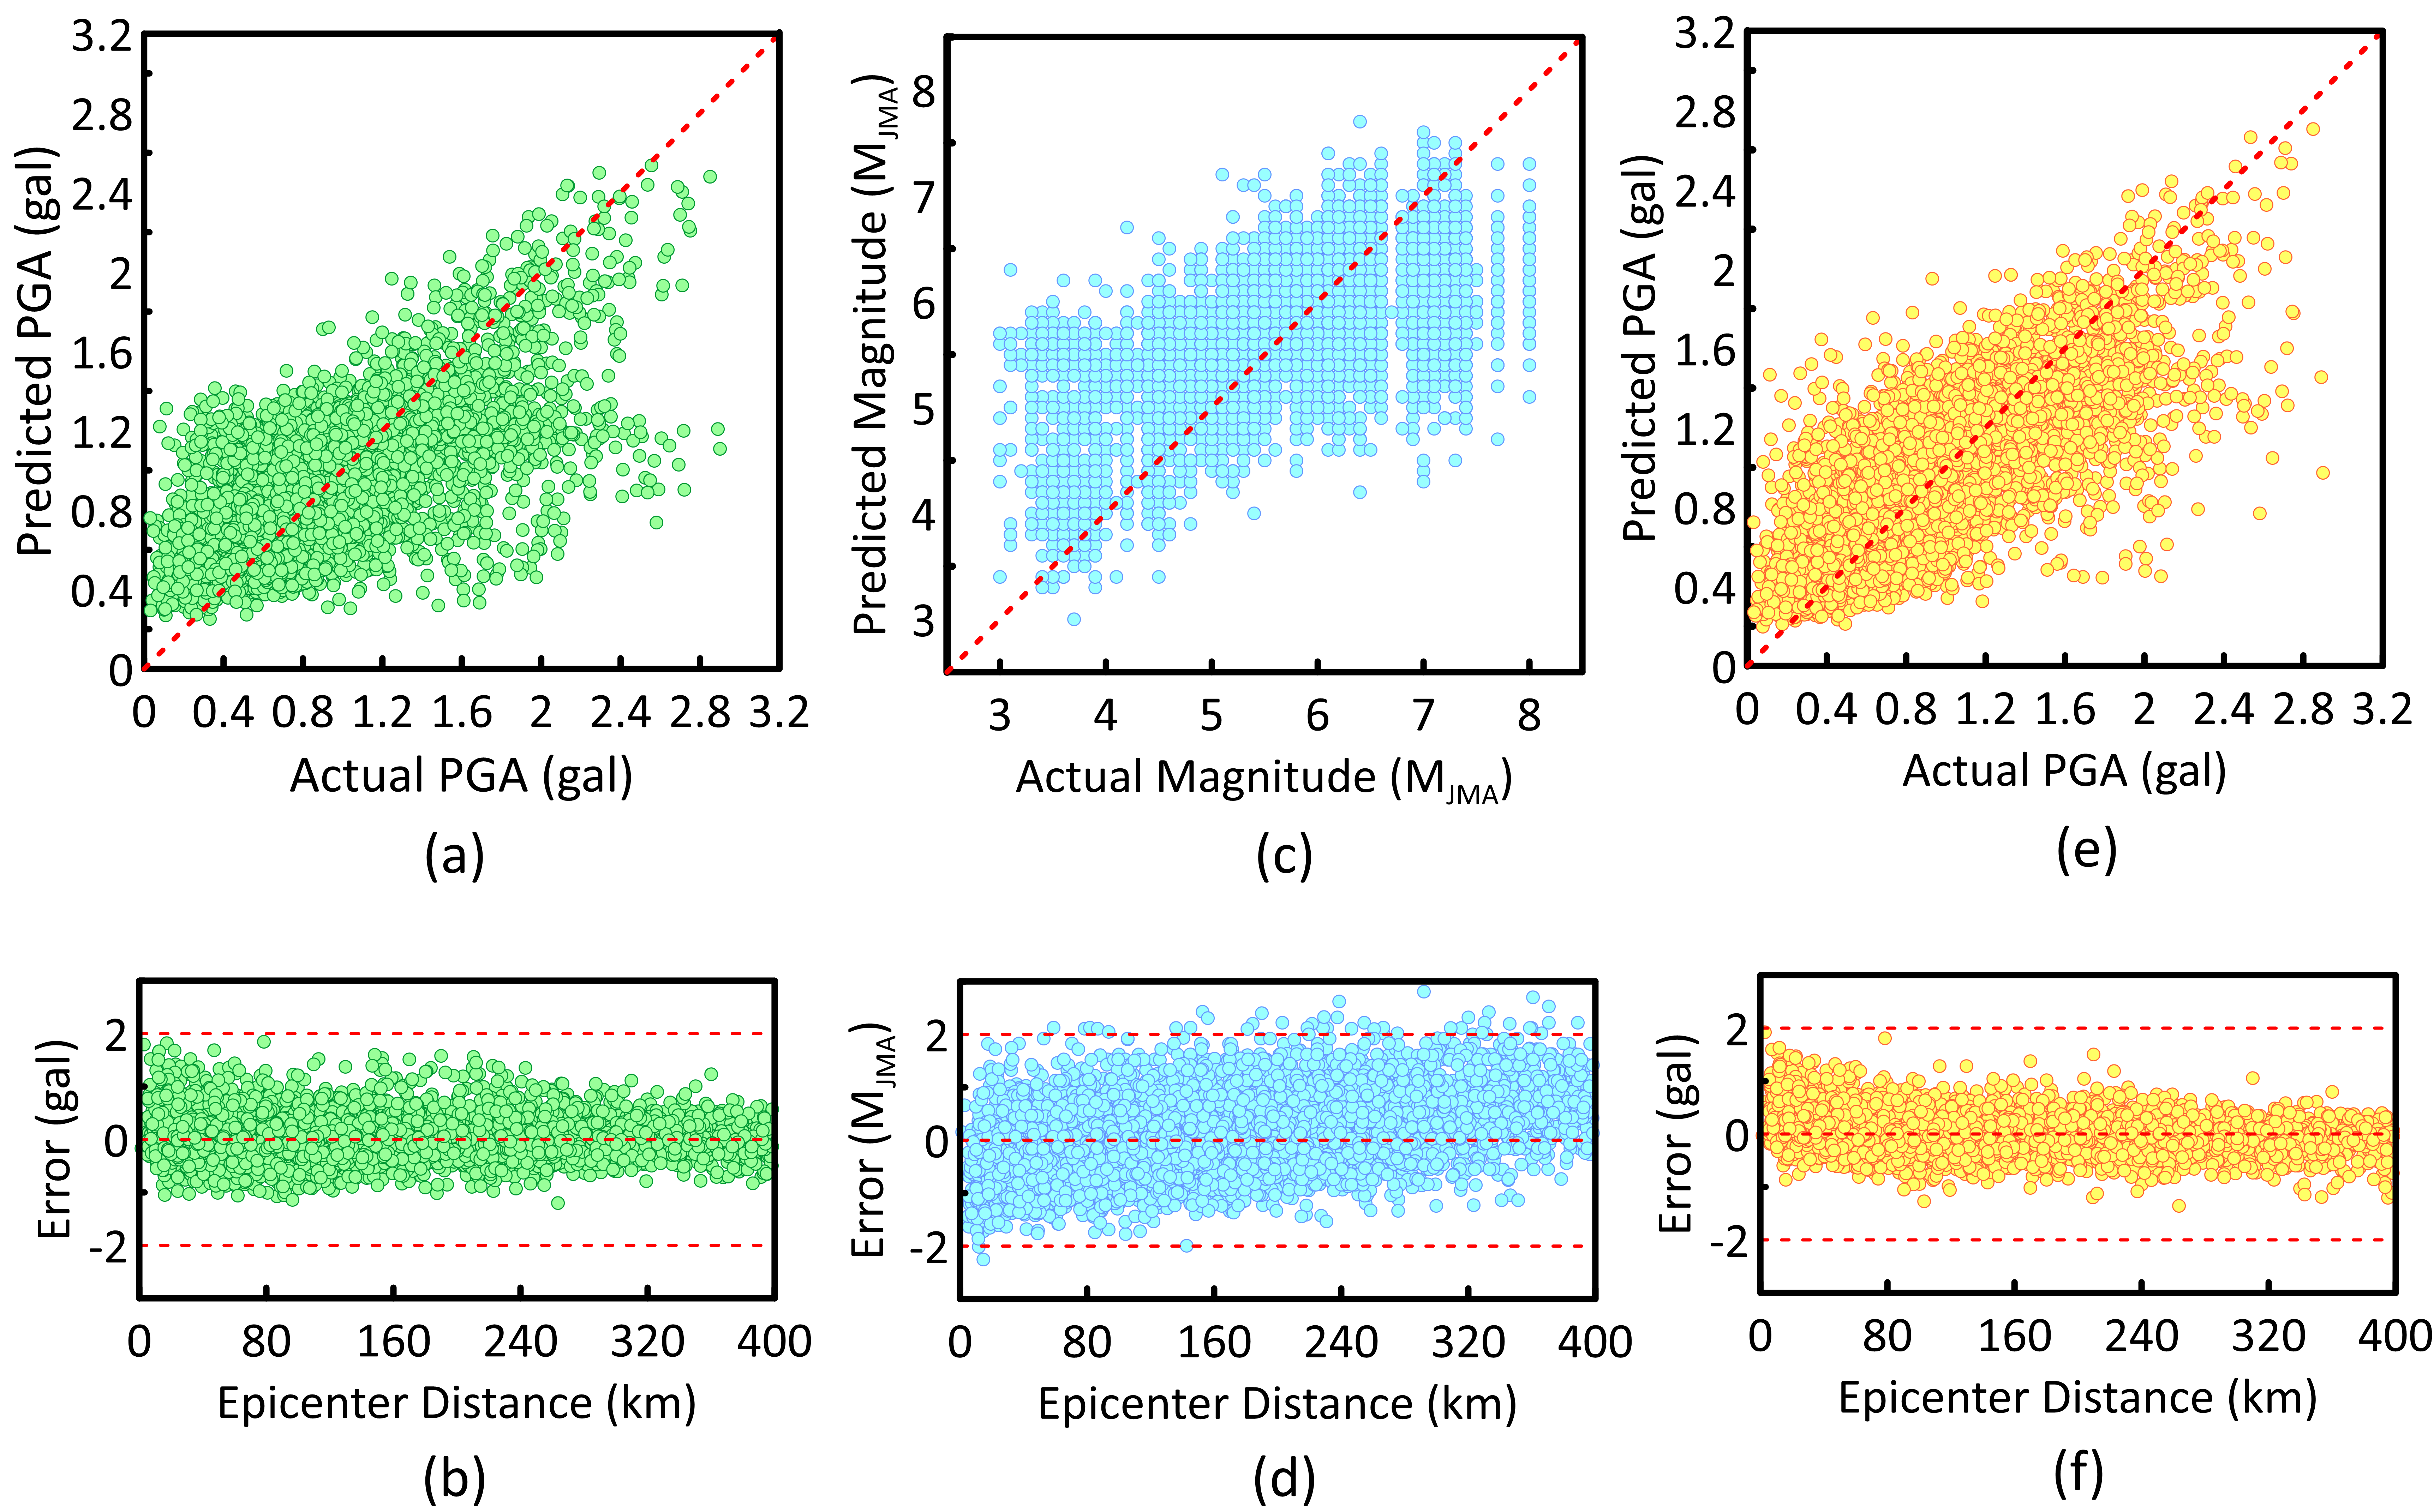 Predicted PGA (gal)
3.2
2.8
2.4
2
1.6
1.2
0.8
0.4
0
0 0.4 0.8 1.2 1.6 2 2.4 2.8 3.2
Actual PGA (gal)
(a)
Predicted Magnitude (MJMA)
8
7
6
5
4
3
3 4 5 6 7 8
Actual Magnitude (MJMA)
(c)
Predicted PGA (gal)
3.2
2.8
2.4
2
1.6
1.2
0.8
0.4
0
0 0.4 0.8 1.2 1.6 2 2.4 2.8 3.2
Actual PGA (gal)
(e)
Error (gal)
2
0
-2
0 80 160 240 320 400
Epicenter Distance (km)
(b)
Error (MJMA)
2
0
-2
0 80 160 240 320 400
Epicenter Distance (km)
(d)
Error (gal)
2
0
-2
0 80 160 240 320 400
Epicenter Distance (km)
(f)